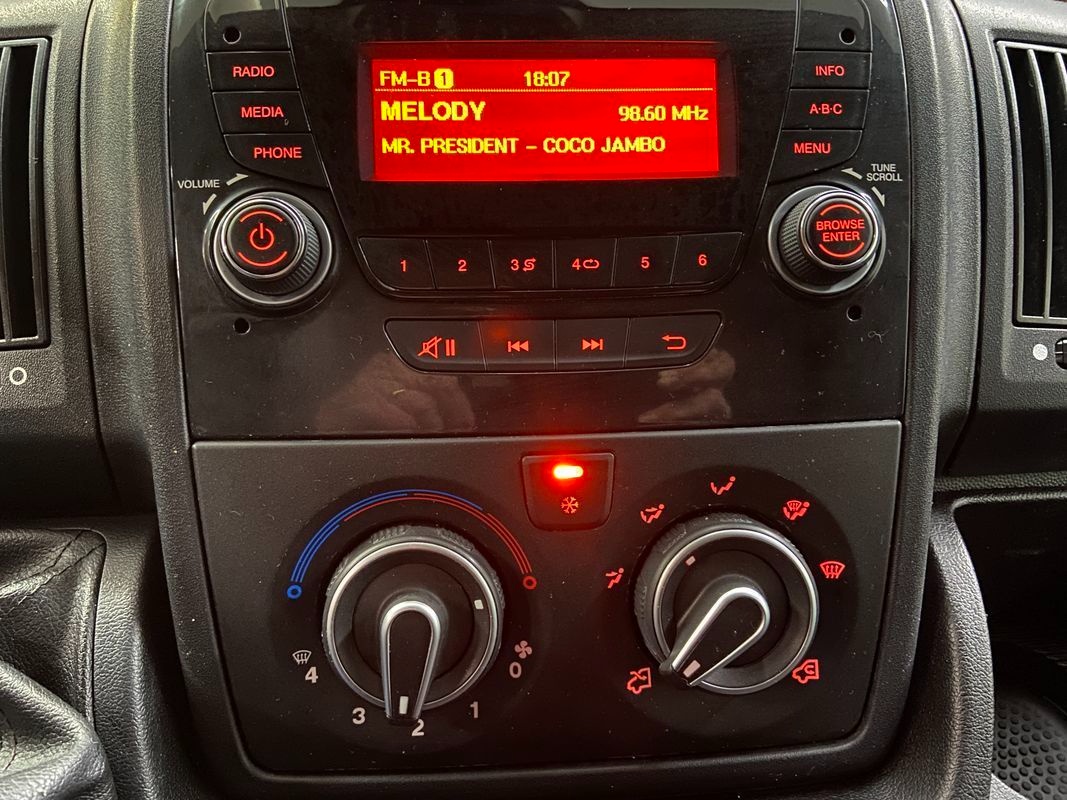 RADIO
MEDIA
PHONE
VOLUME
FM-B 1 18:07
MELODY 98.60 MHz
MR. PRESIDENT - COCO JAMBO
INFO
A·B·C
MENU
TUNE
SCROLL
BROWSE
ENTER
1 2 3 4 5 6
4 3 2 1 0